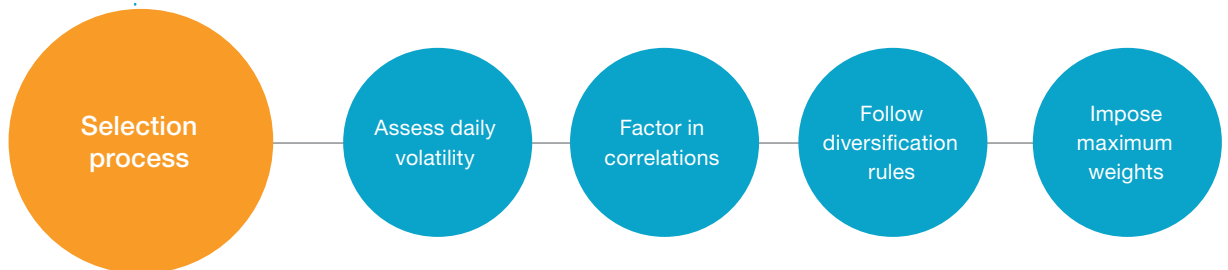 Selection
process
Assess daily
volatility
Factor in
correlations
Follow
diversification
rules
Impose
maximum
weights